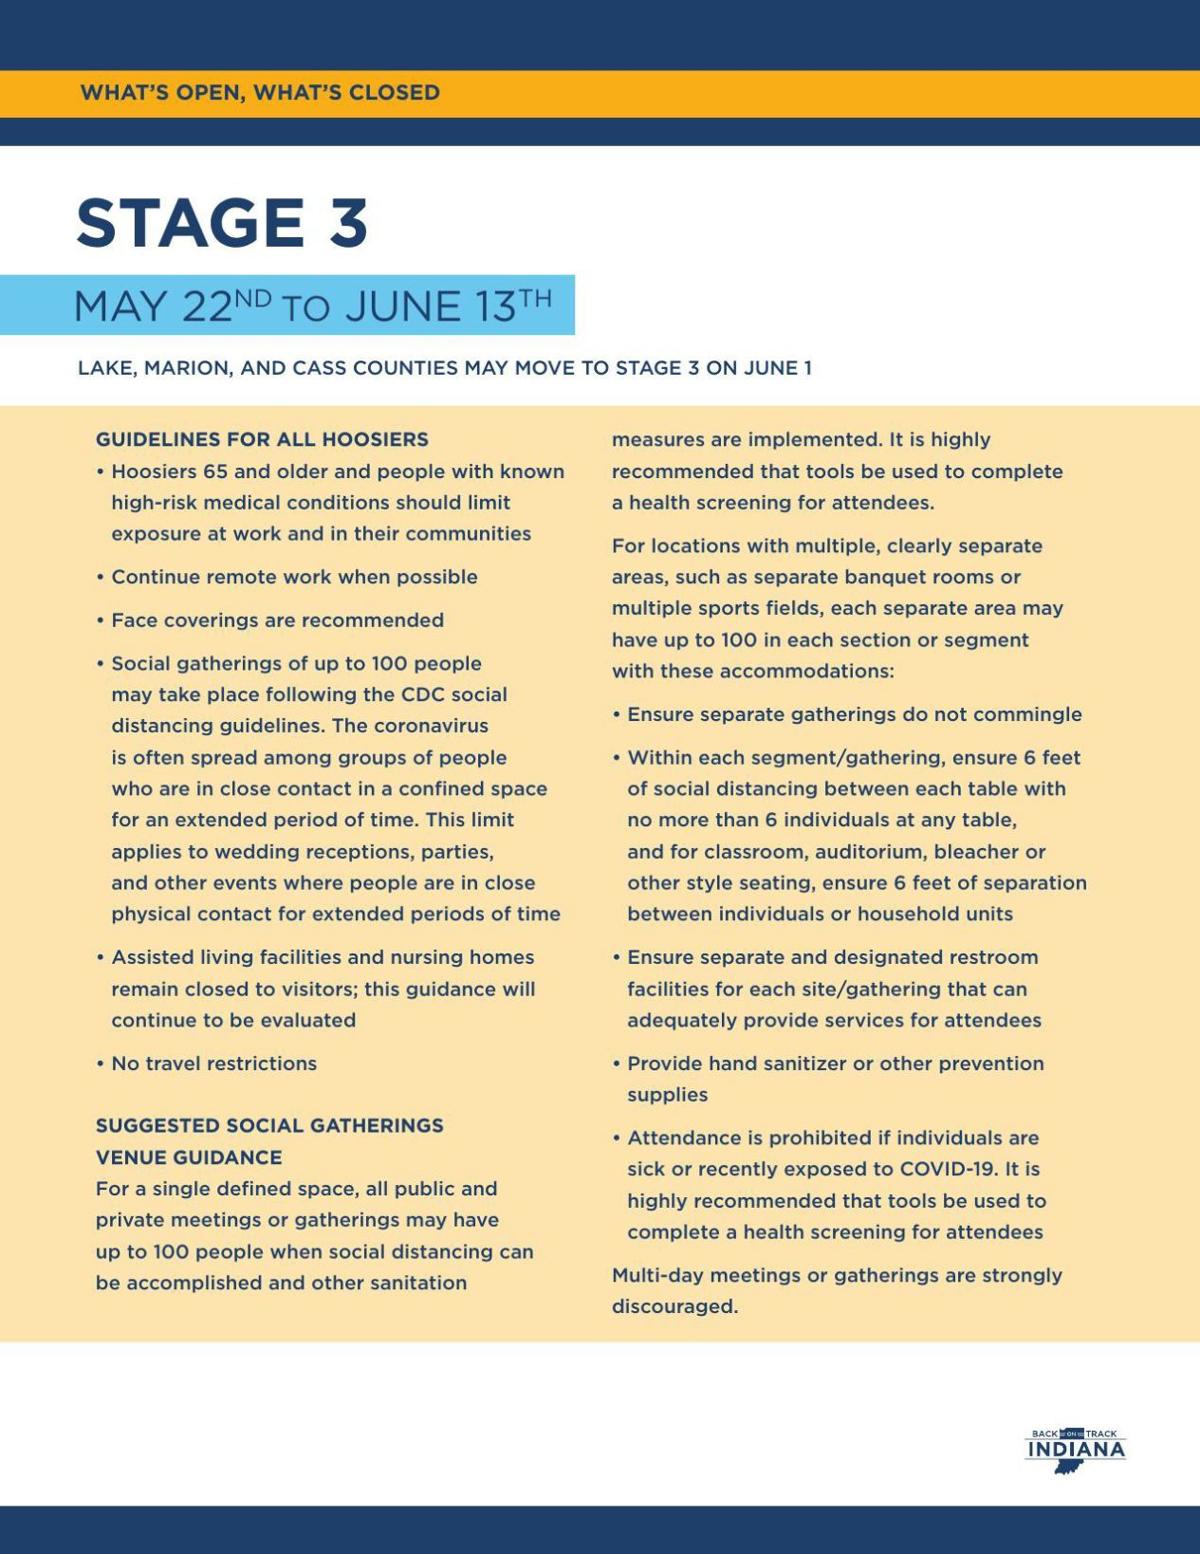 WHAT'S OPEN, WHAT'S CLOSED
STAGE 3
MAY 22ND TO JUNE 13TH
LAKE, MARION, AND CASS COUNTIES MAY MOVE TO STAGE 3 ON JUNE 1
GUIDELINES FOR ALL HOOSIERS
• Hoosiers 65 and older and people with known
high-risk medical conditions should limit
exposure at work and in their communities
• Continue remote work when possible
• Face coverings are recommended
• Social gatherings of up to 100 people
may take place following the CDC social
distancing guidelines. The coronavirus
is often spread among groups of people
who are in close contact in a confined space
for an extended period of time. This limit
applies to wedding receptions, parties,
and other events where people are in close
physical contact for extended periods of time
• Assisted living facilities and nursing homes
remain closed to visitors; this guidance will
continue to be evaluated
• No travel restrictions
SUGGESTED SOCIAL GATHERINGS
VENUE GUIDANCE
For a single defined space, all public and
private meetings or gatherings may have
up to 100 people when social distancing can
be accomplished and other sanitation
measures are implemented. It is highly
recommended that tools be used to complete
a health screening for attendees.
For locations with multiple, clearly separate
areas, such as separate banquet rooms or
multiple sports fields, each separate area may
have up to 100 in each section or segment
with these accommodations:
• Ensure separate gatherings do not commingle
• Within each segment/gathering, ensure 6 feet
of social distancing between each table with
no more than 6 individuals at any table,
and for classroom, auditorium, bleacher or
other style seating, ensure 6 feet of separation
between individuals or household units
• Ensure separate and designated restroom
facilities for each site/gathering that can
adequately provide services for attendees
• Provide hand sanitizer or other prevention
supplies
• Attendance is prohibited if individuals are
sick or recently exposed to COVID-19. It is
highly recommended that tools be used to
complete a health screening for attendees
Multi-day meetings or gatherings are strongly
discouraged.
BACK ON TRACK
INDIANA